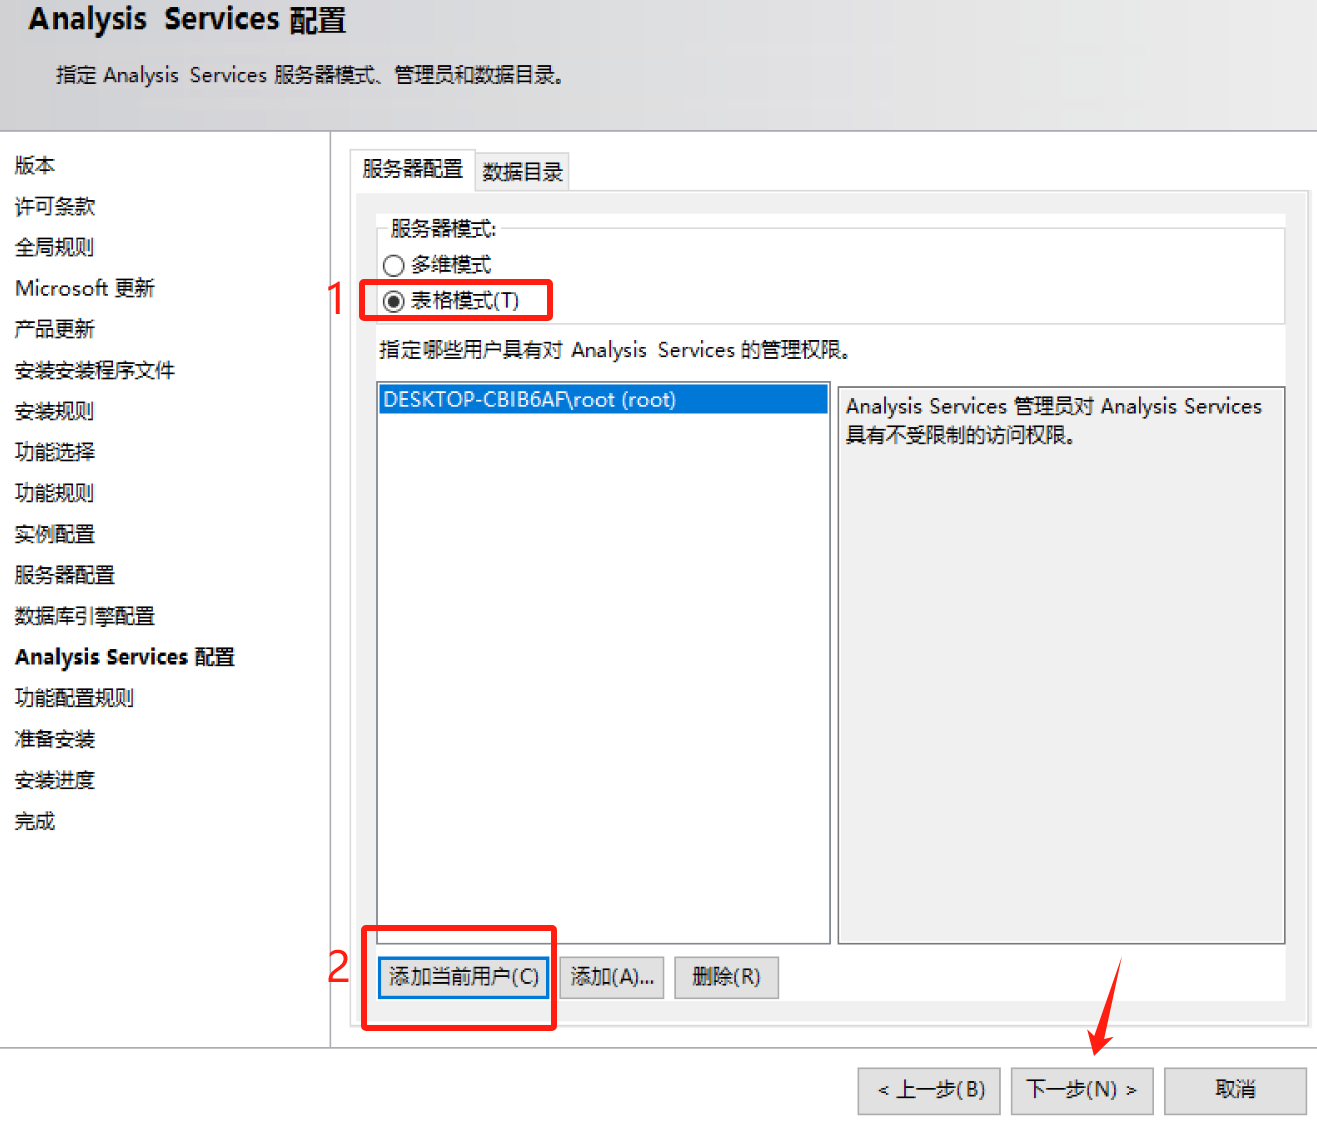 Analysis Services 配置
指定 Analysis Services 服务器模式、管理员和数据目录。
版本
许可条款
全局规则
Microsoft 更新
产品更新
安装安装程序文件
安装规则
功能选择
功能规则
实例配置
服务器配置
数据库引擎配置
Analysis Services 配置
功能配置规则
准备安装
安装进度
完成
服务器配置 数据目录
服务器模式:
多维模式
1 表格模式(T)
指定哪些用户具有对 Analysis Services 的管理权限。
DESKTOP-CBIB6AF\root (root)
Analysis Services 管理员对 Analysis Services
具有不受限制的访问权限。
2 添加当前用户(C) 添加(A)... 删除(R)
< 上一步(B) 下一步(N) > 取消